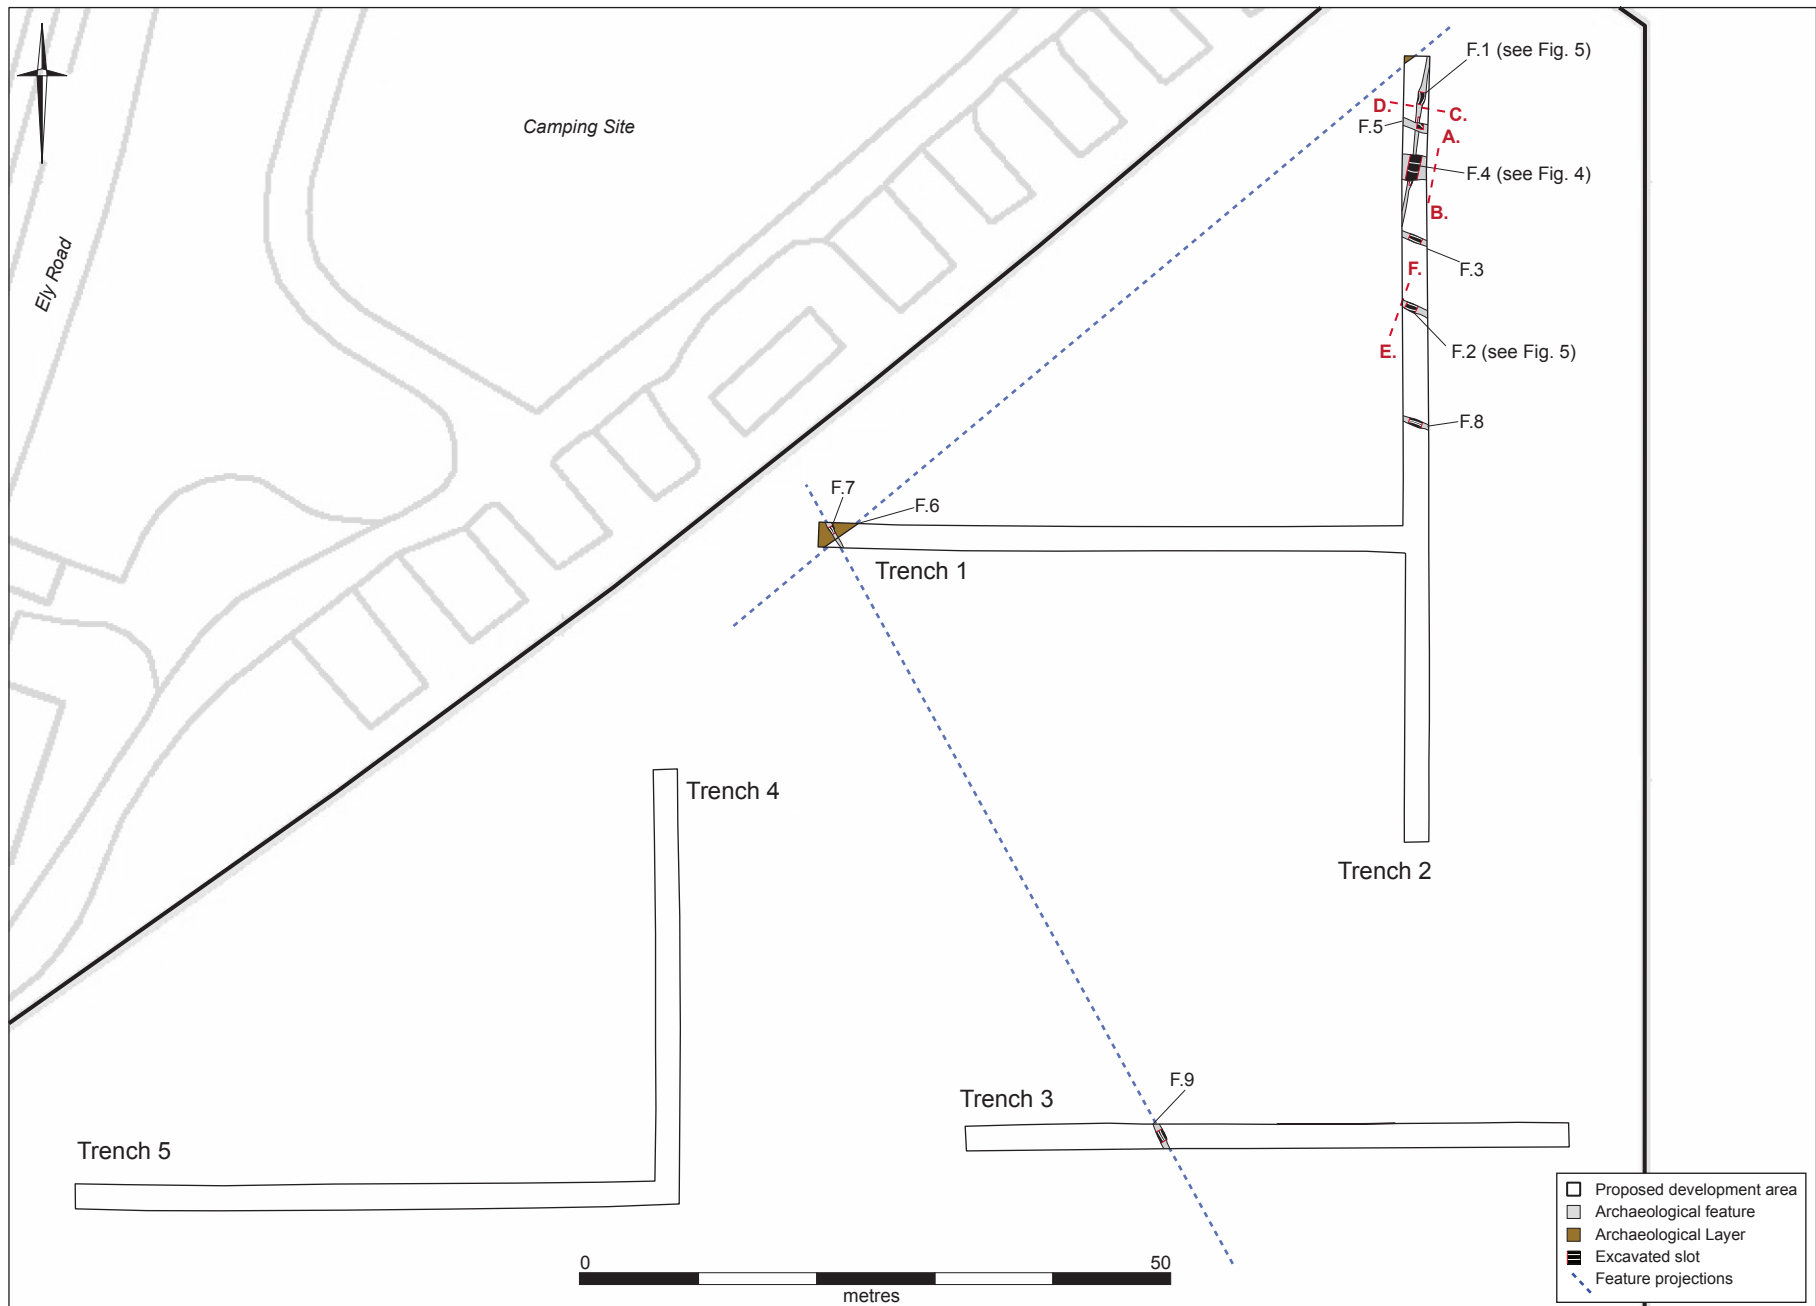 F.1 (see Fig. 5)
D.
C.
Camping Site
F.5
A.
F.4 (see Fig. 4)
B.
Ely Road
F.3
F.
E.
F.2 (see Fig. 5)
F.8
F.7
F.6
Trench 1
Trench 4
Trench 2
F.9
Trench 3
Trench 5
Proposed development area
Archaeological feature
Archaeological Layer
Excavated slot
Feature projections
0 50
metres